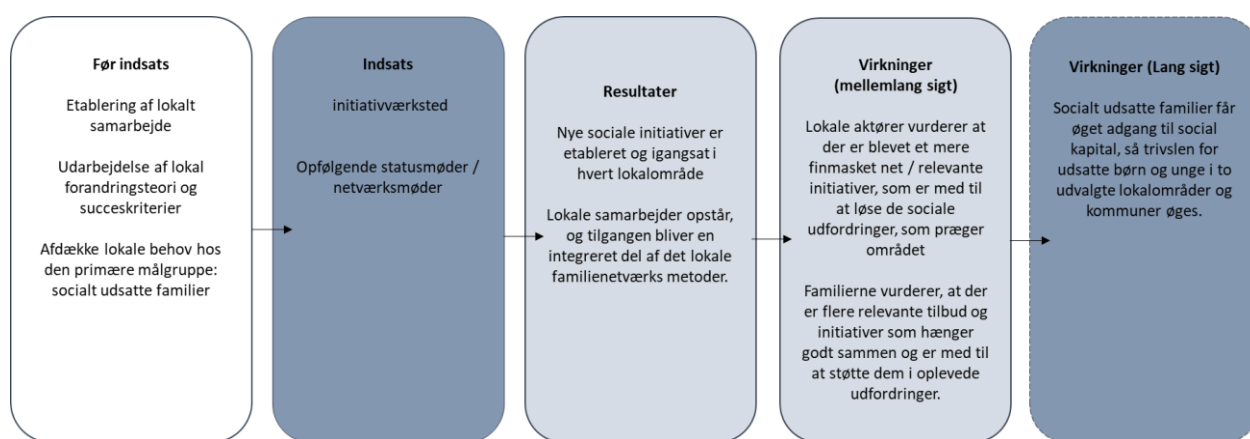 Før indsats
Etablering af lokalt
samarbejde
Udarbejdelse af lokal
forandringsteori og
succeskriterier
Afdække lokale behov hos
den primære målgruppe:
socialt udsatte familier
Indsats
initiativværksted
Opfølgende statusmøder /
netværksmøder
Resultater
Nye sociale initiativer er
etableret og igangsat i
hvert lokalområde
Lokale samarbejder opstår,
og tilgangen bliver en
integreret del af det lokale
familienetværks metoder.
Virkninger
(mellemlang sigt)
Lokale aktører vurderer at
der er blevet et mere
finmasket net / relevante
initiativer, som er med til
at løse de sociale
udfordringer, som præger
området
Familierne vurderer, at der
er flere relevante tilbud og
initiativer som hænger
godt sammen og er med til
at støtte dem i oplevede
udfordringer.
Virkninger (Lang sigt)
Socialt udsatte familier får
øget adgang til social
kapital, så trivslen for
udsatte børn og unge i to
udvalgte lokalområder og
kommuner øges.